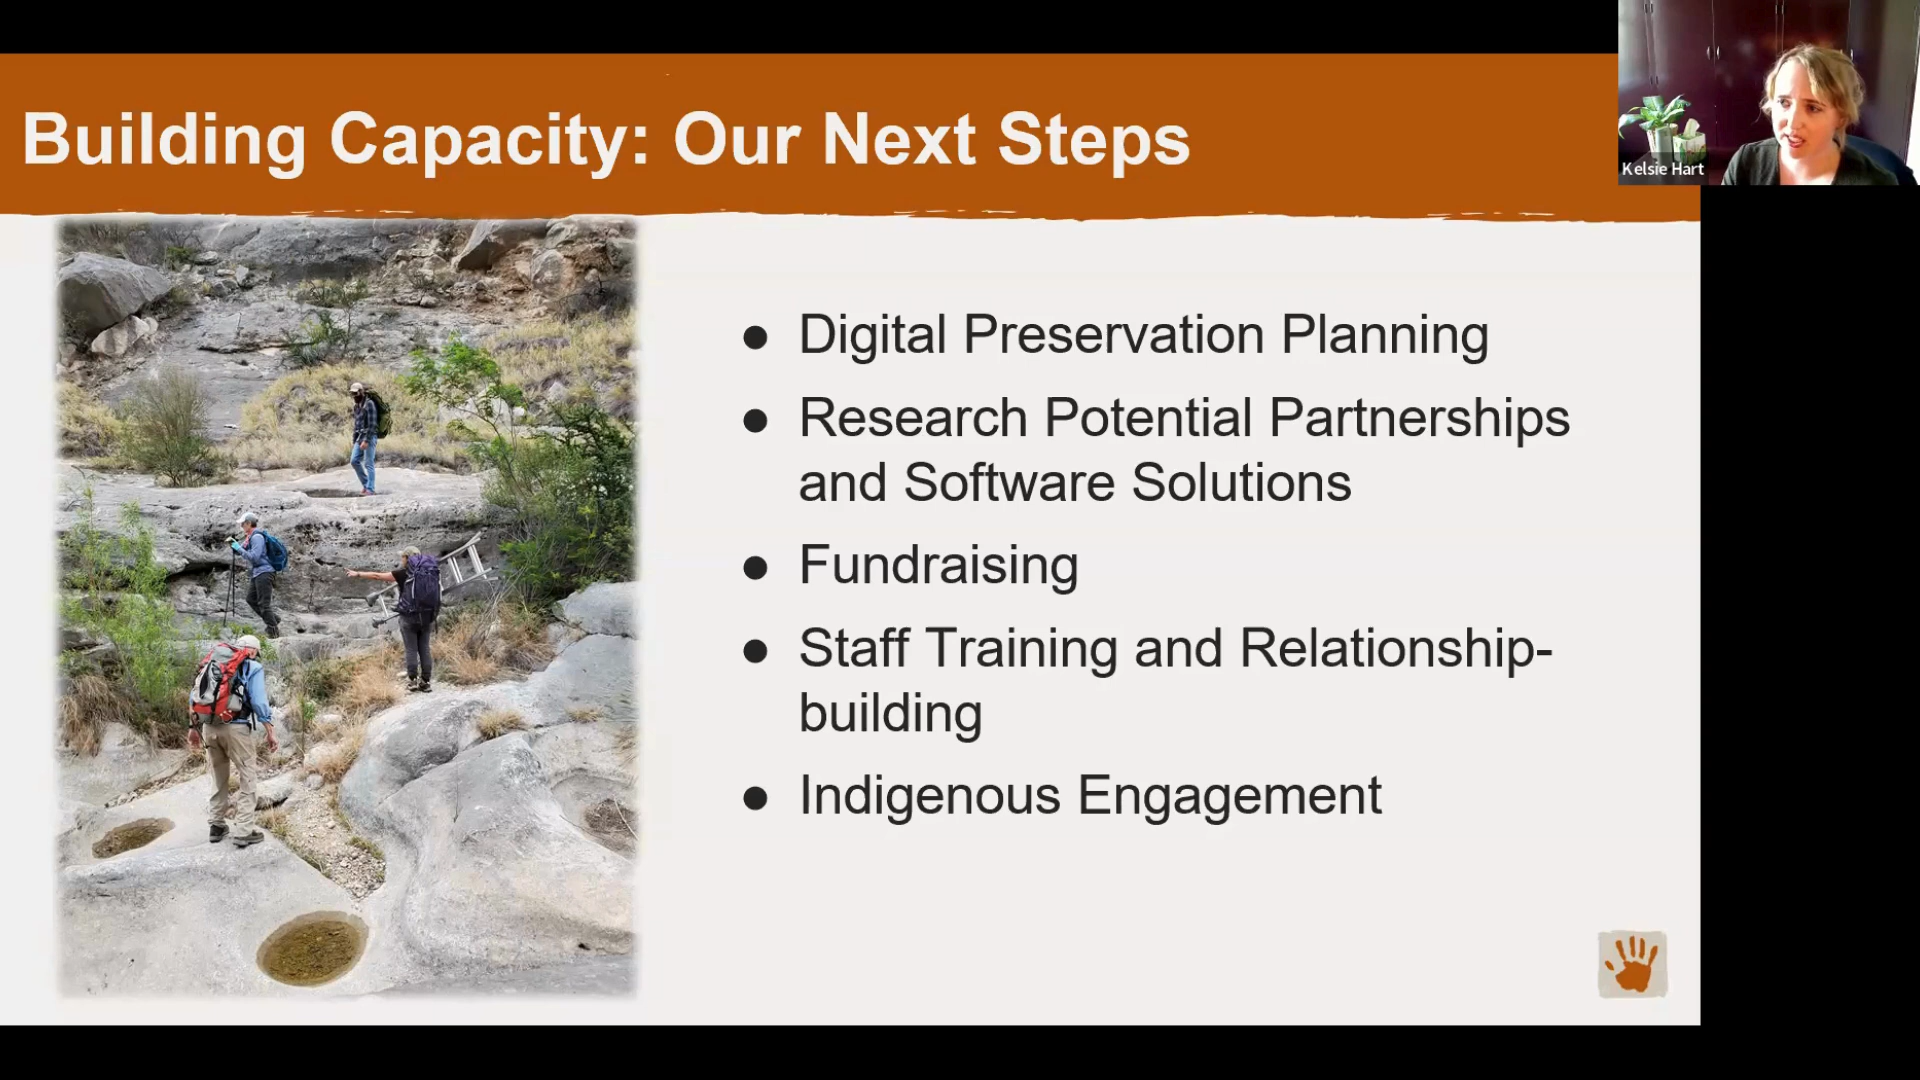 Building Capacity: Our Next Steps
Kelsie Hart
● Digital Preservation Planning
● Research Potential Partnerships
and Software Solutions
● Fundraising
● Staff Training and Relationship-
building
● Indigenous Engagement